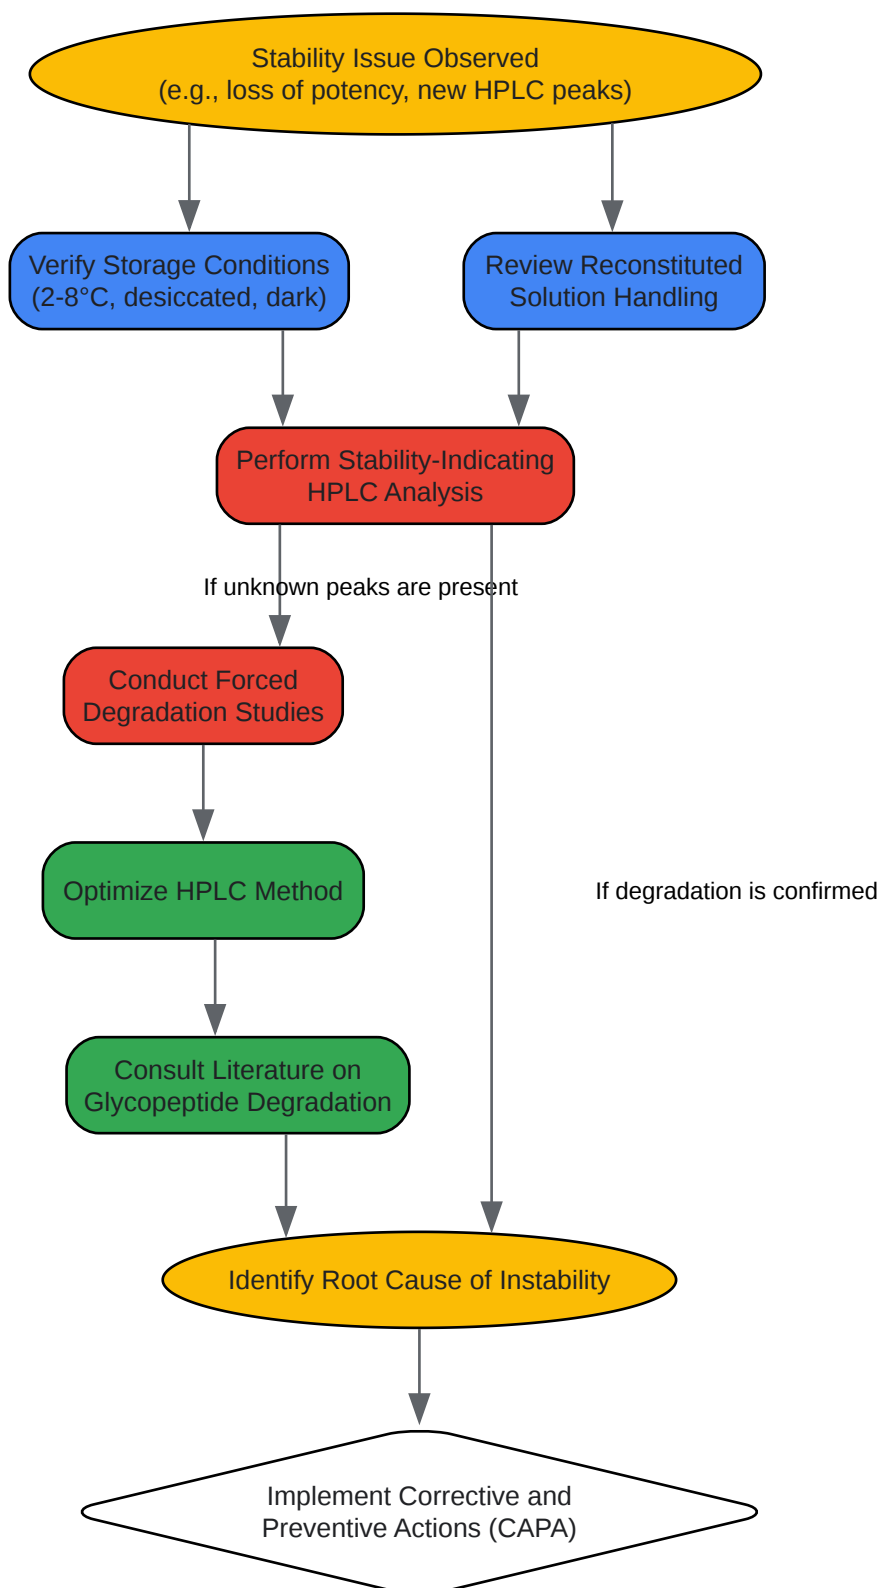 Stability Issue Observed
(e.g., loss of potency, new HPLC peaks)
Verify Storage Conditions
(2-8°C, desiccated, dark)
Review Reconstituted
Solution Handling
Perform Stability-Indicating
HPLC Analysis
If unknown peaks are present
Conduct Forced
Degradation Studies
Optimize HPLC Method
If degradation is confirmed
Consult Literature on
Glycopeptide Degradation
Identify Root Cause of Instability
Implement Corrective and
Preventive Actions (CAPA)